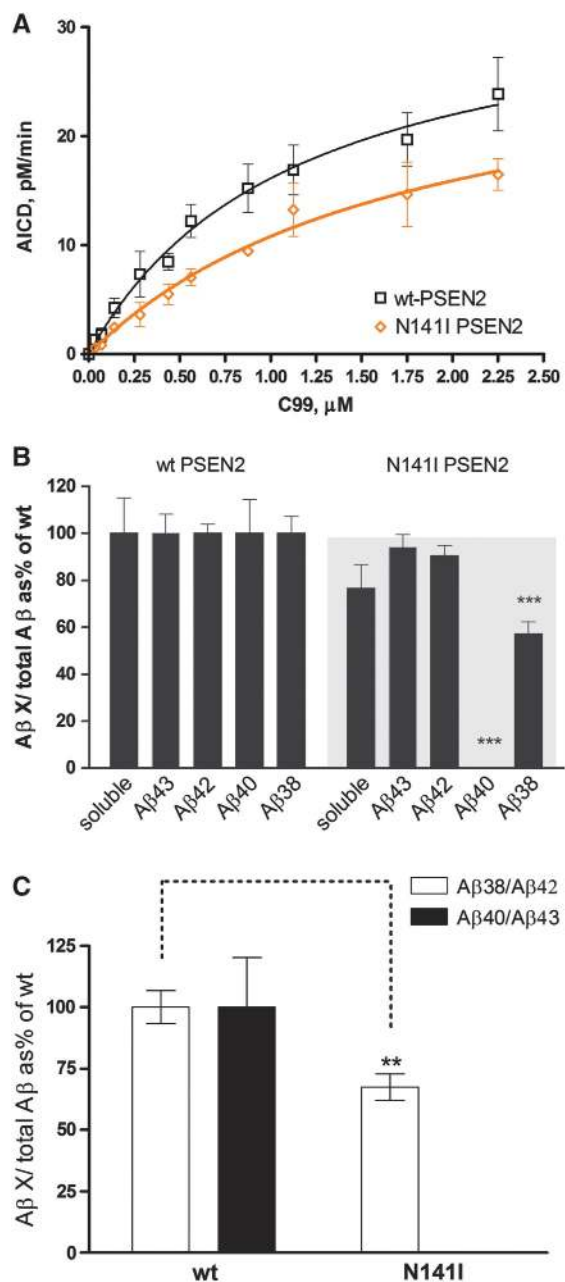 A
AICD, pM/min
30
20
10
0
0.00 0.25 0.50 0.75 1.00 1.25 1.50 1.75 2.00 2.25 2.50
C99, μM
wt-PSEN2
N141I PSEN2
B
wt PSEN2 N141I PSEN2
Aβ X/ total Aβ as% of wt
120
100
80
60
40
20
0
***
***
soluble Aβ43 Aβ42 Aβ40 Aβ38 soluble Aβ43 Aβ42 Aβ40 Aβ38
C
Aβ38/Aβ42
Aβ40/Aβ43
Aβ X/ total Aβ as% of wt
125
100
75
50
75
0
**
wt N141I